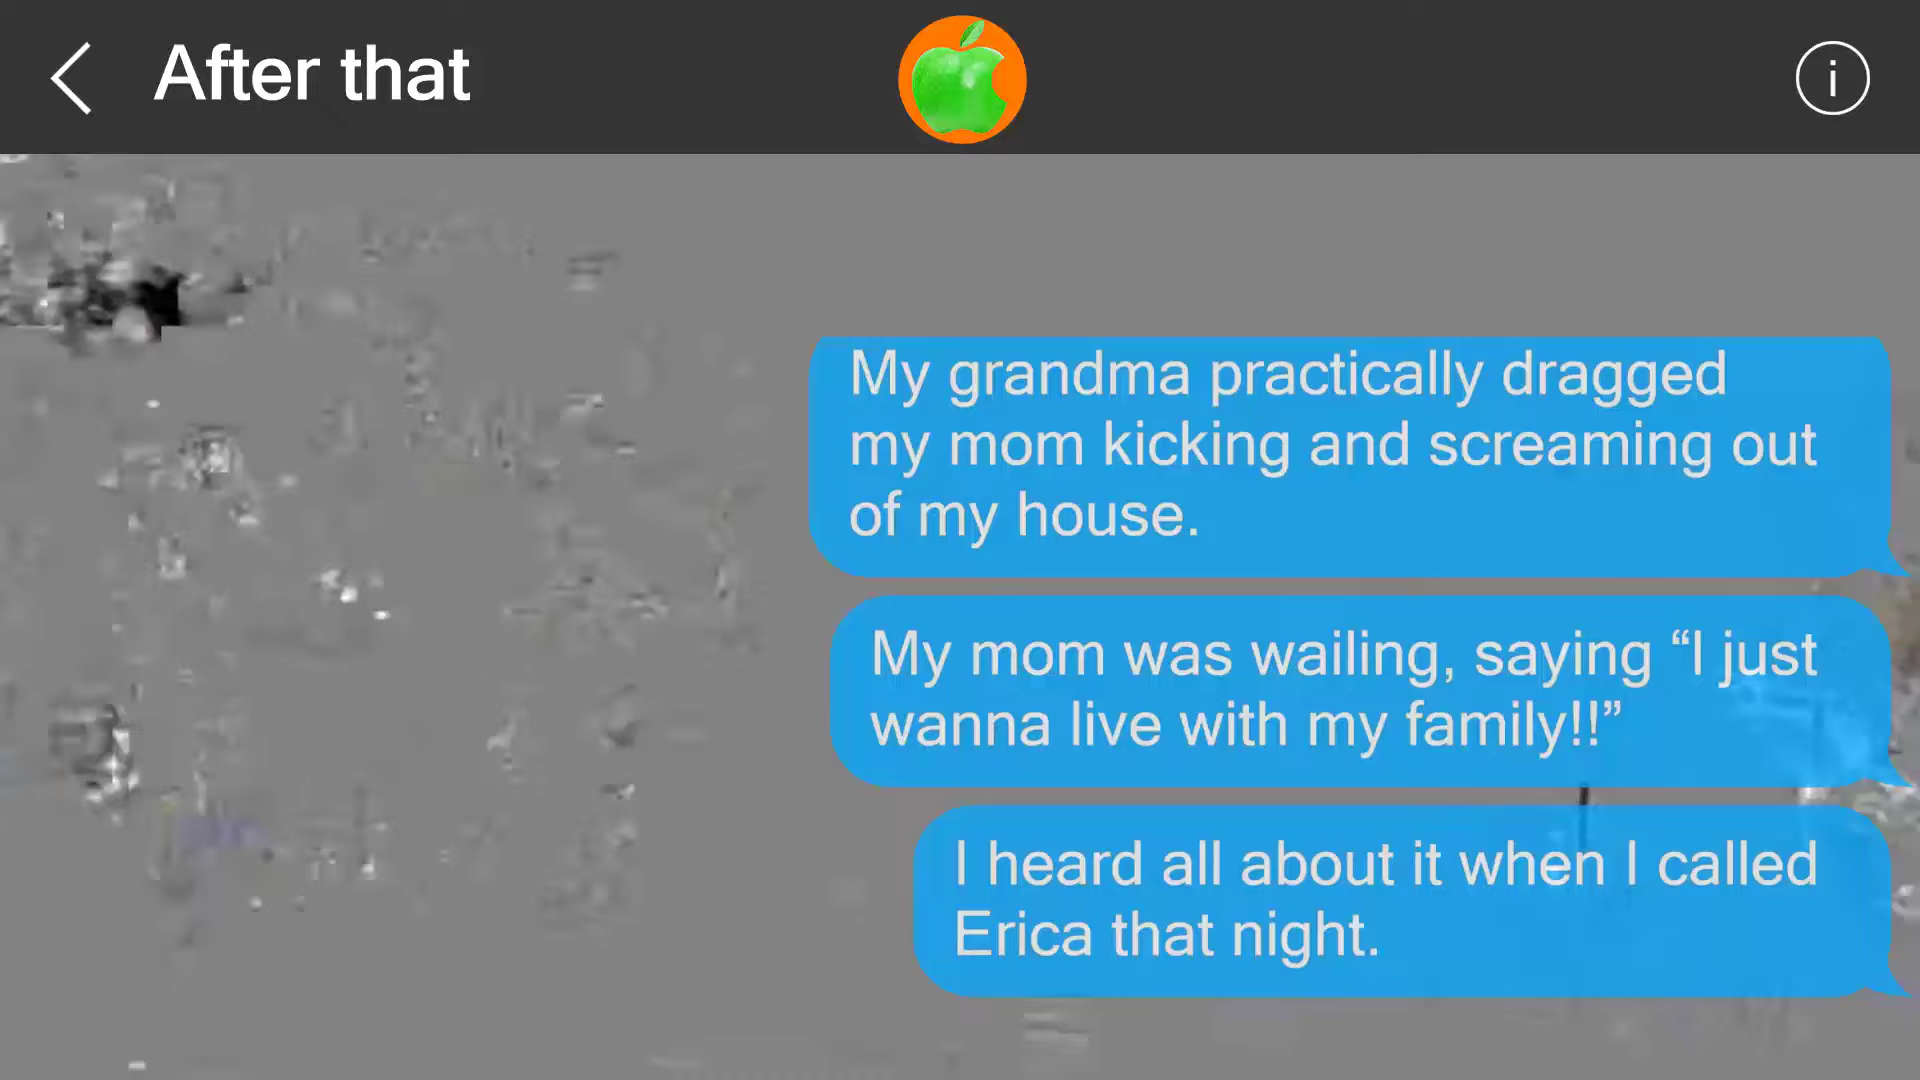 After that
i
My grandma practically dragged
my mom kicking and screaming out
of my house.
My mom was wailing, saying “I just
wanna live with my family!!”
I heard all about it when I called
Erica that night.